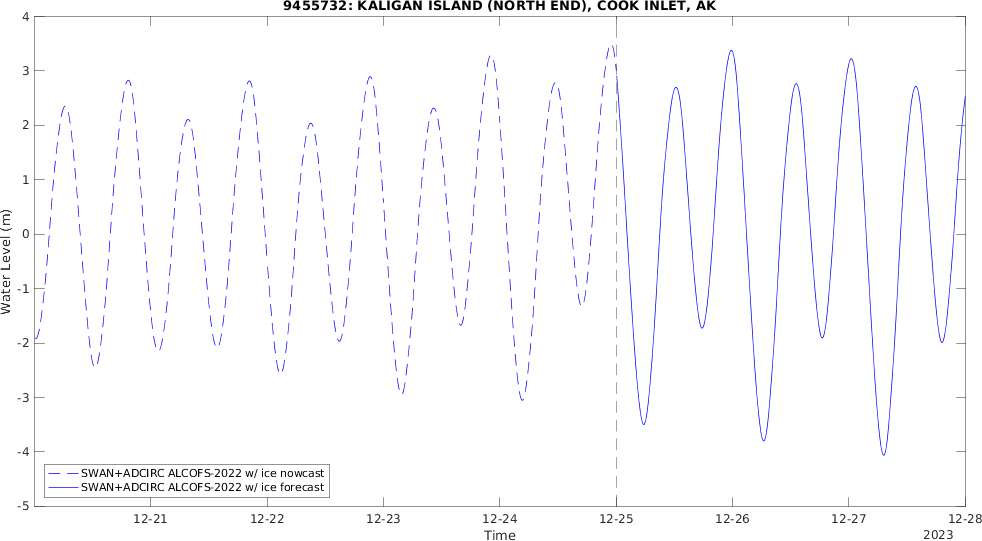 9455732: KALIGAN ISLAND (NORTH END), COOK INLET, AK
4
3
2
1
0
-1
-2
-3
-4
-5
Water Level (m)
SWAN+ADCIRC ALCOFS-2022 w/ ice nowcast
SWAN+ADCIRC ALCOFS-2022 w/ ice forecast
12-21 12-22 12-23 12-24 12-25 12-26 12-27 12-28
Time
2023